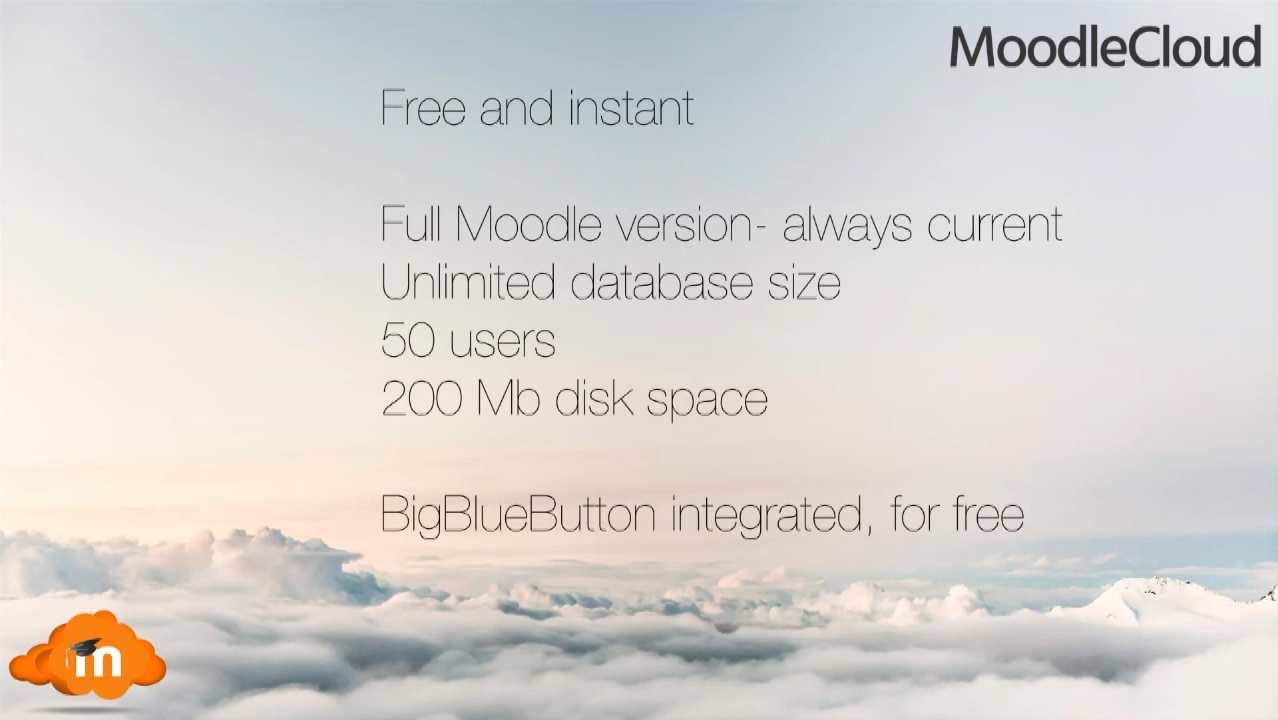 MoodleCloud
Free and instant
Full Moodle version- always current
Unlimited database size
50 users
200 Mb disk space
BigBlueButton integrated, for free
m